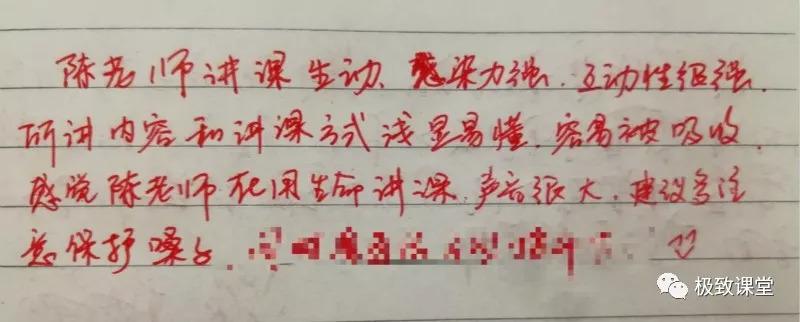 陈老师讲课生动、感染力强、互动性极强,
所讲内容和讲课方式浅显易懂,容易被吸收,
感觉陈老师在用生命讲课,声音很大,建议多注
意保护嗓子,
极致课堂